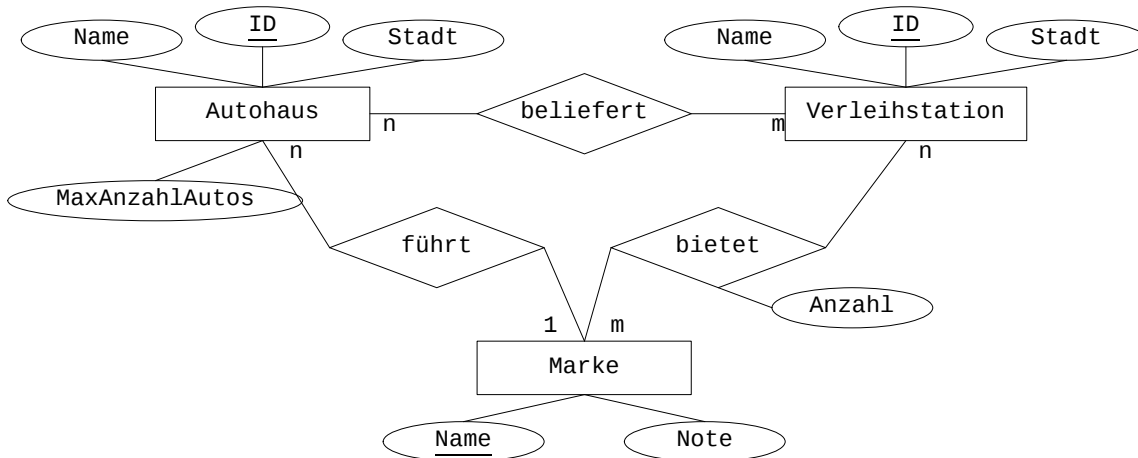 Name
ID
Stadt
Name
ID
Stadt
Autohaus
n
beliefert
m
Verleihstation
n
n
MaxAnzahlAutos
führt
bietet
Anzahl
1
m
Marke
Name
Note